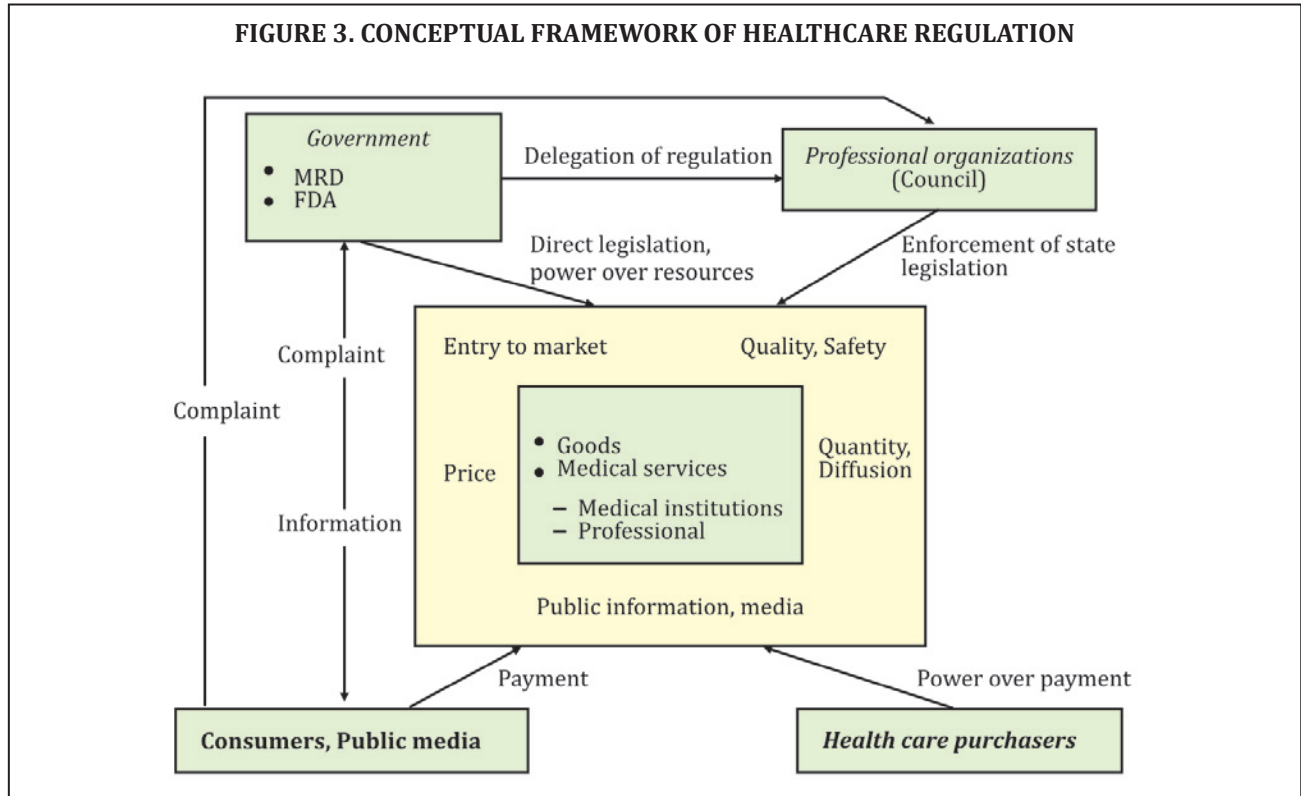 FIGURE 3. CONCEPTUAL FRAMEWORK OF HEALTHCARE REGULATION
Government
• MRD
• FDA
Delegation of regulation
Professional organizations
(Council)
Direct legislation,
power over resources
Enforcement of state
legislation
Complaint
Complaint
Information
Entry to market
Quality, Safety
Price
• Goods
• Medical services
– Medical institutions
– Professional
Quantity,
Diffusion
Public information, media
Payment
Power over payment
Consumers, Public media
Health care purchasers